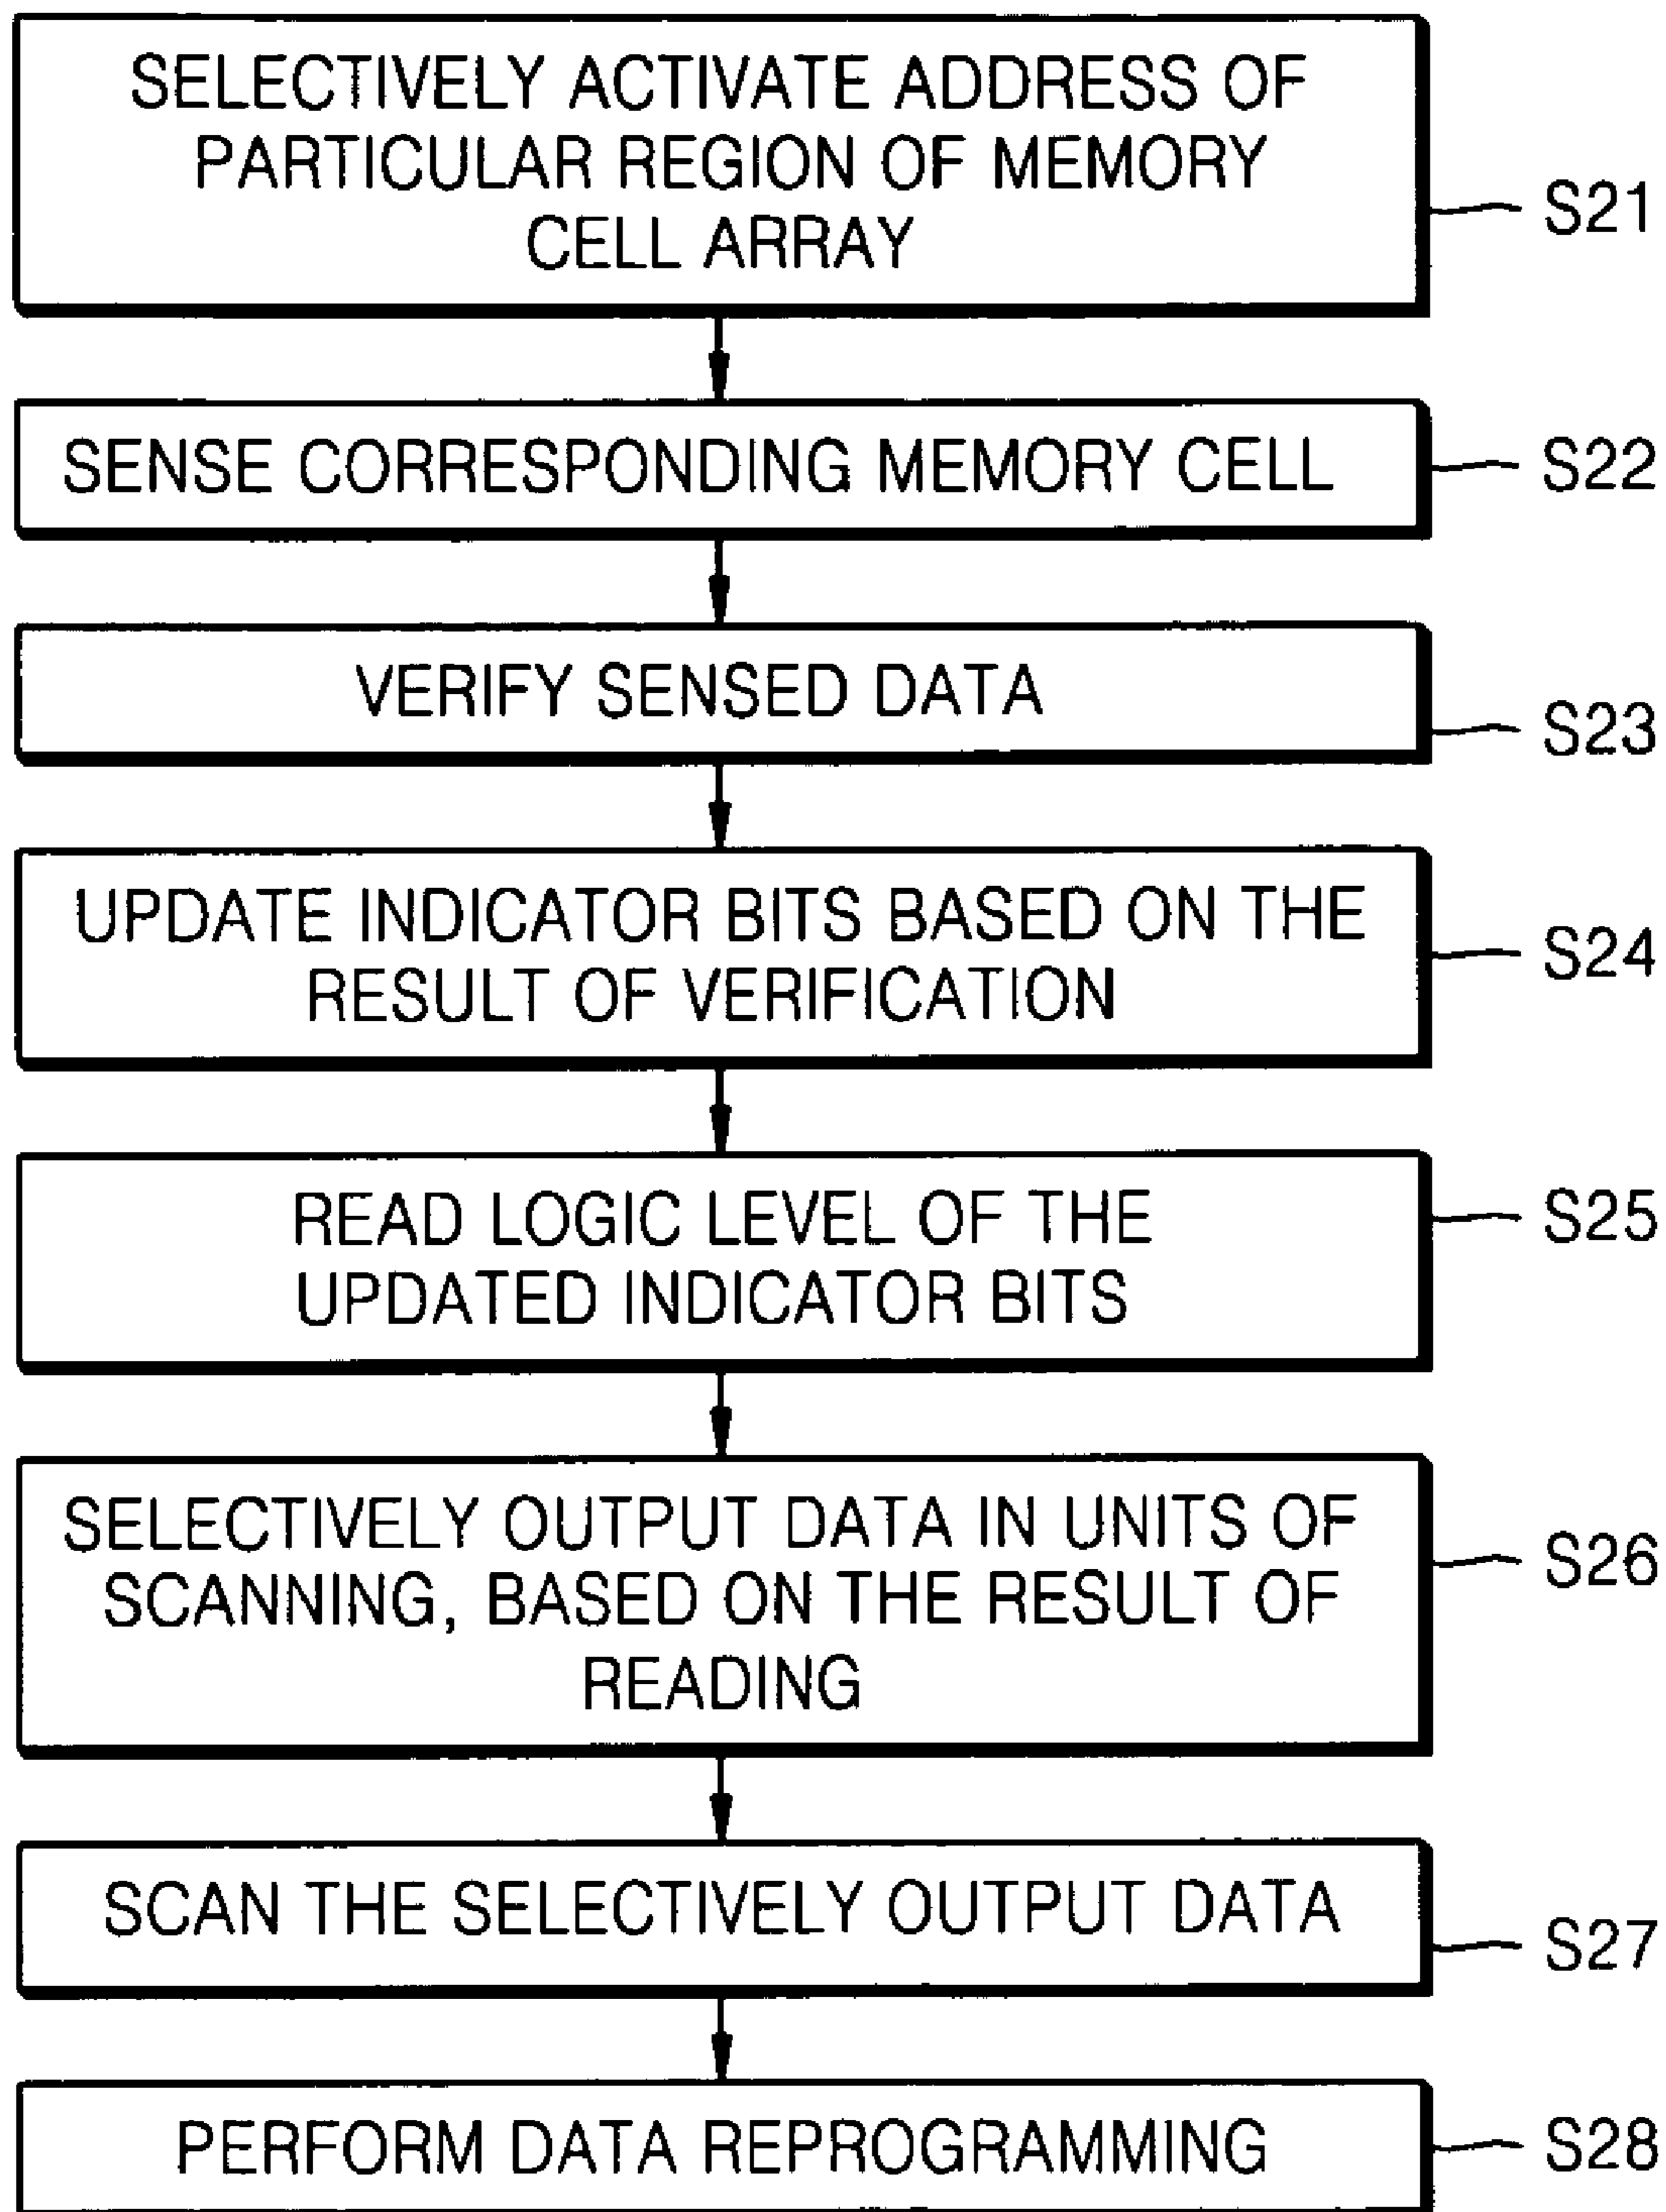 SELECTIVELY ACTIVATE ADDRESS OF
PARTICULAR REGION OF MEMORY
CELL ARRAY
S21
SENSE CORRESPONDING MEMORY CELL
S22
VERIFY SENSED DATA
S23
UPDATE INDICATOR BITS BASED ON THE
RESULT OF VERIFICATION
S24
READ LOGIC LEVEL OF THE
UPDATED INDICATOR BITS
S25
SELECTIVELY OUTPUT DATA IN UNITS OF
SCANNING, BASED ON THE RESULT OF
READING
S26
SCAN THE SELECTIVELY OUTPUT DATA
S27
PERFORM DATA REPROGRAMMING
S28